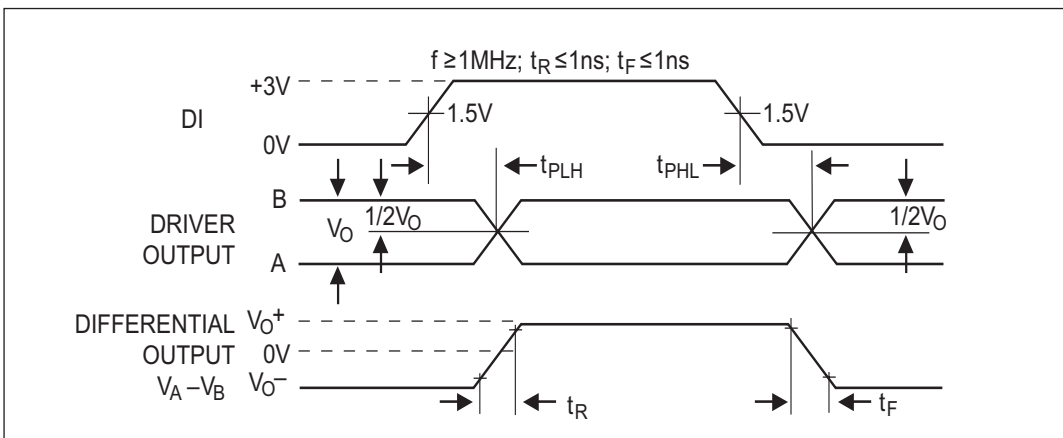 f ≥1MHz; tR ≤1ns; tF ≤1ns
+3V
DI
1.5V
1.5V
0V
tPLH
tPHL
B
DRIVER
OUTPUT
VO
1/2VO
1/2VO
A
DIFFERENTIAL
OUTPUT
VA –VB
VO+
0V
VO–
tR
tF